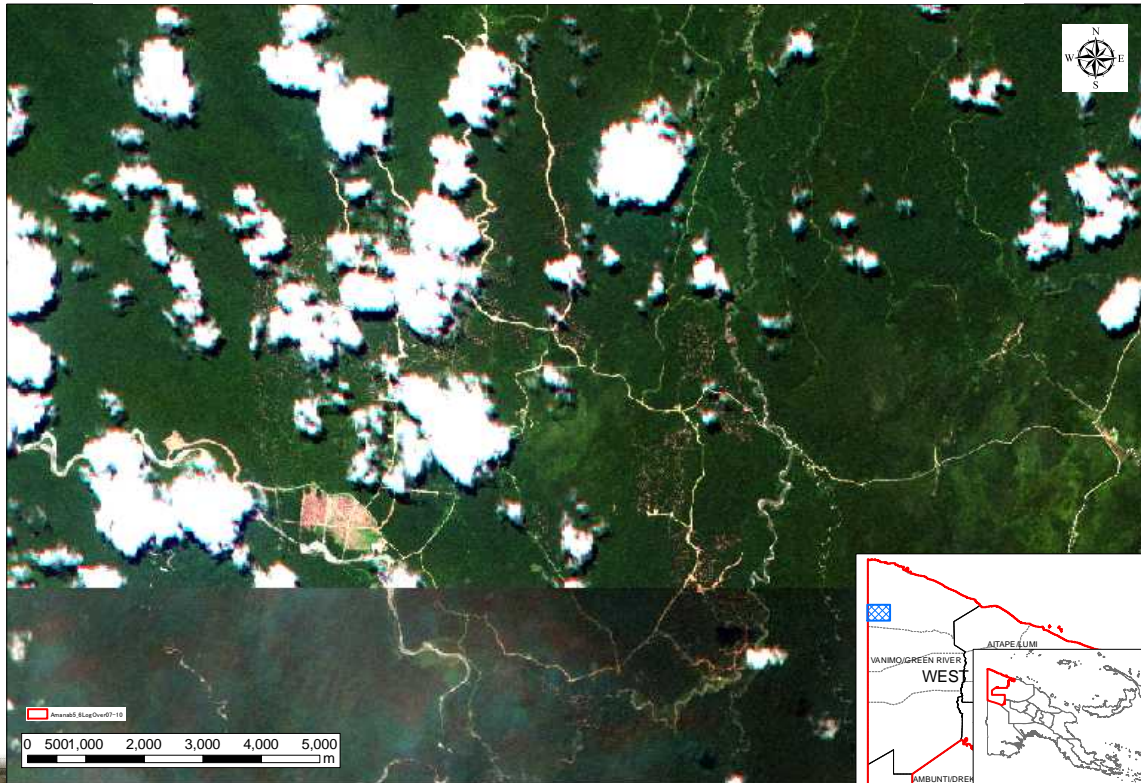 N
W E
S
AITAPE/LUMI
VANIMO/GREEN RIVER
WEST
Amanab5_6LogOver07-10
0 5001,000 2,000 3,000 4,000 5,000
m
AMBUNTI/DREK